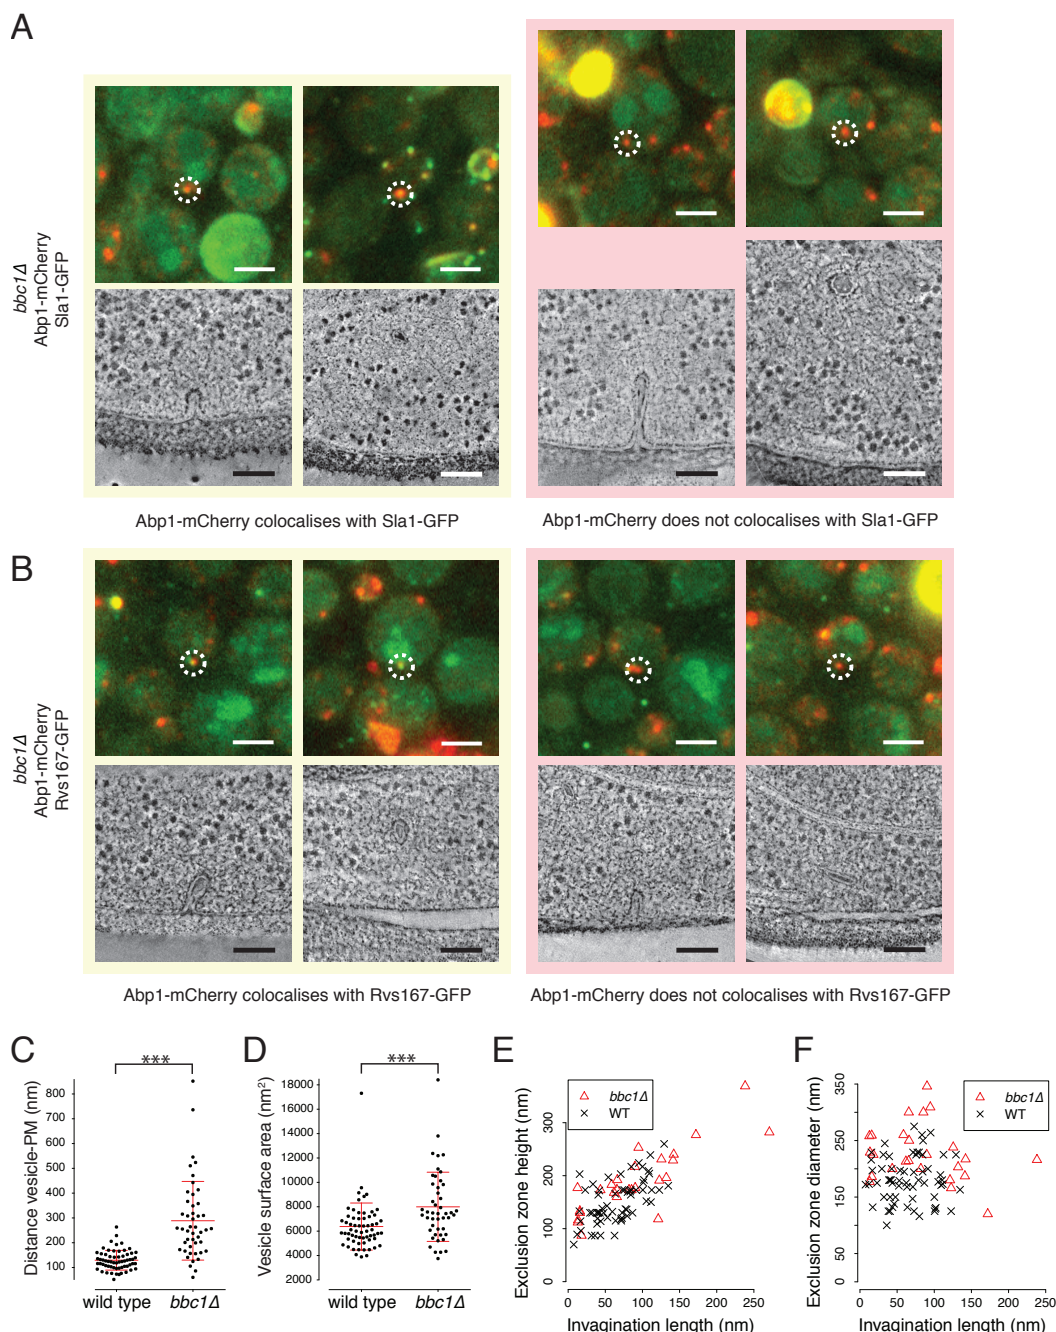 A
bbc1Δ
Abp1-mCherry
Sla1-GFP
Abp1-mCherry colocalises with Sla1-GFP
Abp1-mCherry does not colocalises with Sla1-GFP
B
bbc1Δ
Abp1-mCherry
Rvs167-GFP
Abp1-mCherry colocalises with Rvs167-GFP
Abp1-mCherry does not colocalises with Rvs167-GFP
C
Distance vesicle-PM (nm)
800
700
600
500
400
300
200
100
***
wild type
bbc1Δ
D
Vesicle surface area (nm²)
18000
16000
14000
12000
10000
8000
6000
4000
2000
***
wild type
bbc1Δ
E
Exclusion zone height (nm)
300
200
100
0
bbc1Δ
WT
0 50 100 150 200 250
Invagination length (nm)
F
Exclusion zone diameter (nm)
350
250
150
50
0
bbc1Δ
WT
0 50 100 150 200 250
Invagination length (nm)